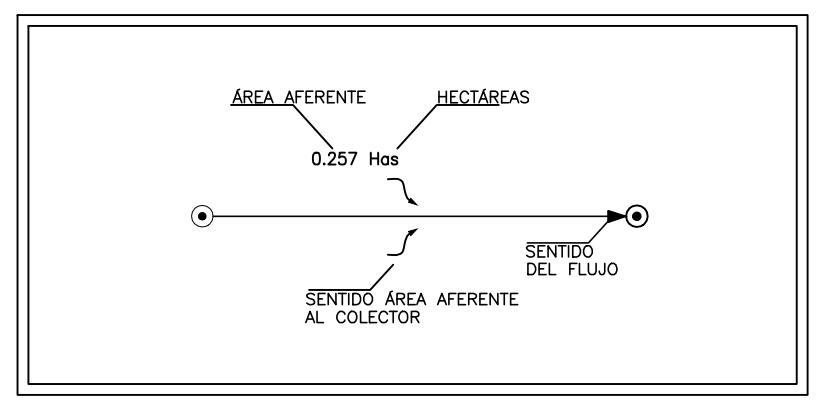 ÁREA AFERENTE
HECTÁREAS
0.257 Has
SENTIDO
DEL FLUJO
SENTIDO ÁREA AFERENTE
AL COLECTOR